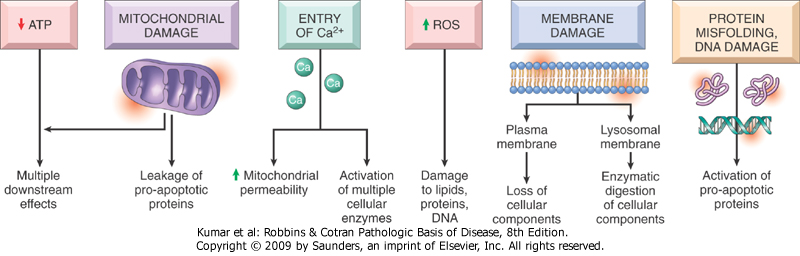 ATP
MITOCHONDRIAL
DAMAGE
ENTRY
OF Ca2+
ROS
MEMBRANE
DAMAGE
PROTEIN
MISFOLDING,
DNA DAMAGE
Ca
Ca
Ca
Multiple
downstream
effects
Leakage of
pro-apoptotic
proteins
Mitochondrial
permeability
Activation
of multiple
cellular
enzymes
Damage
to lipids,
proteins,
DNA
Plasma
membrane
Loss of
cellular
components
Lysosomal
membrane
Enzymatic
digestion
of cellular
components
Activation of
pro-apoptotic
proteins
Kumar et al: Robbins & Cotran Pathologic Basis of Disease, 8th Edition.
Copyright © 2009 by Saunders, an imprint of Elsevier, Inc. All rights reserved.